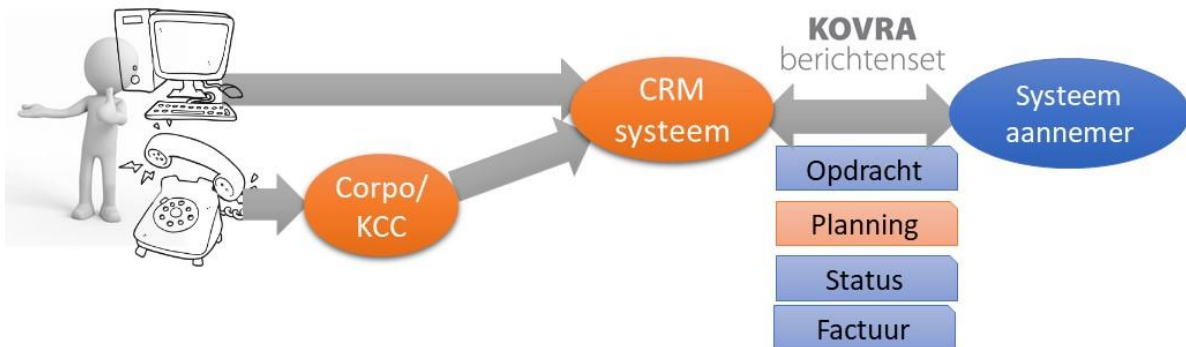 KOVRA
berichtenset
CRM
systeem
Systeem
aannemer
Corpo/
KCC
Opdracht
Planning
Status
Factuur